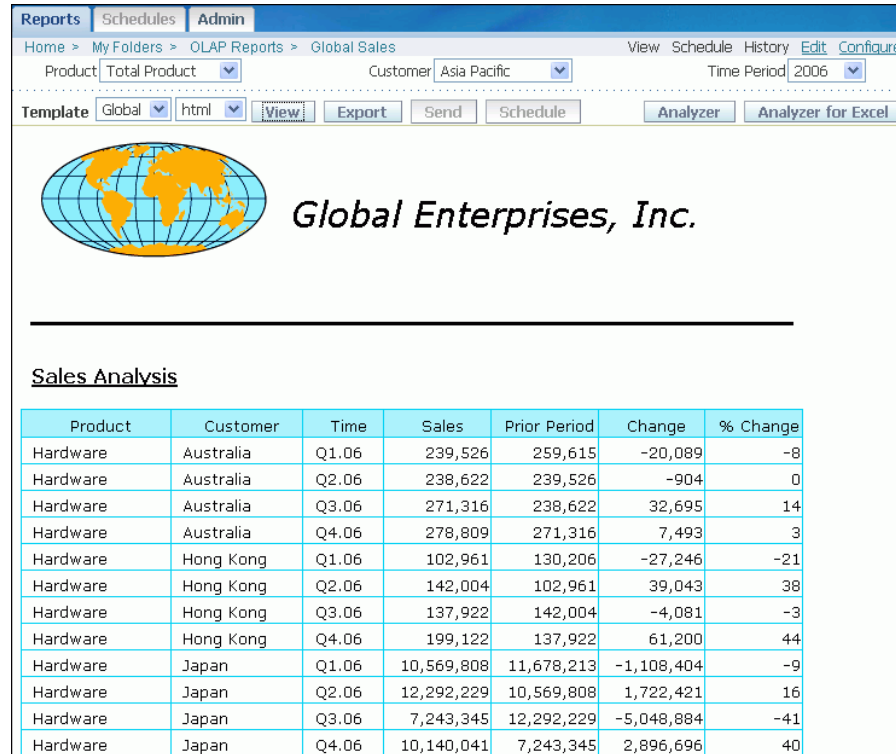 Reports Schedules Admin
Home > My Folders > OLAP Reports > Global Sales View Schedule History Edit Configure
Product Total Product Customer Asia Pacific Time Period 2006
Template Global html View Export Send Schedule Analyzer Analyzer for Excel
Global Enterprises, Inc.
Sales Analysis
Product Customer Time Sales Prior Period Change % Change
Hardware Australia Q1.06 239,526 259,615 -20,089 -8
Hardware Australia Q2.06 238,622 239,526 -904 0
Hardware Australia Q3.06 271,316 238,622 32,695 14
Hardware Australia Q4.06 278,809 271,316 7,493 3
Hardware Hong Kong Q1.06 102,961 130,206 -27,246 -21
Hardware Hong Kong Q2.06 142,004 102,961 39,043 38
Hardware Hong Kong Q3.06 137,922 142,004 -4,081 -3
Hardware Hong Kong Q4.06 199,122 137,922 61,200 44
Hardware Japan Q1.06 10,569,808 11,678,213 -1,108,404 -9
Hardware Japan Q2.06 12,292,229 10,569,808 1,722,421 16
Hardware Japan Q3.06 7,243,345 12,292,229 -5,048,884 -41
Hardware Japan Q4.06 10,140,041 7,243,345 2,896,696 40